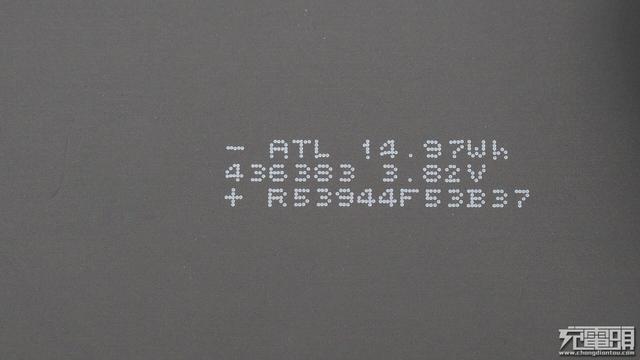 - ATL 14.97Wh
436383 3.82V
+ R53944F53B37
充電頭
www.chongdiantou.com